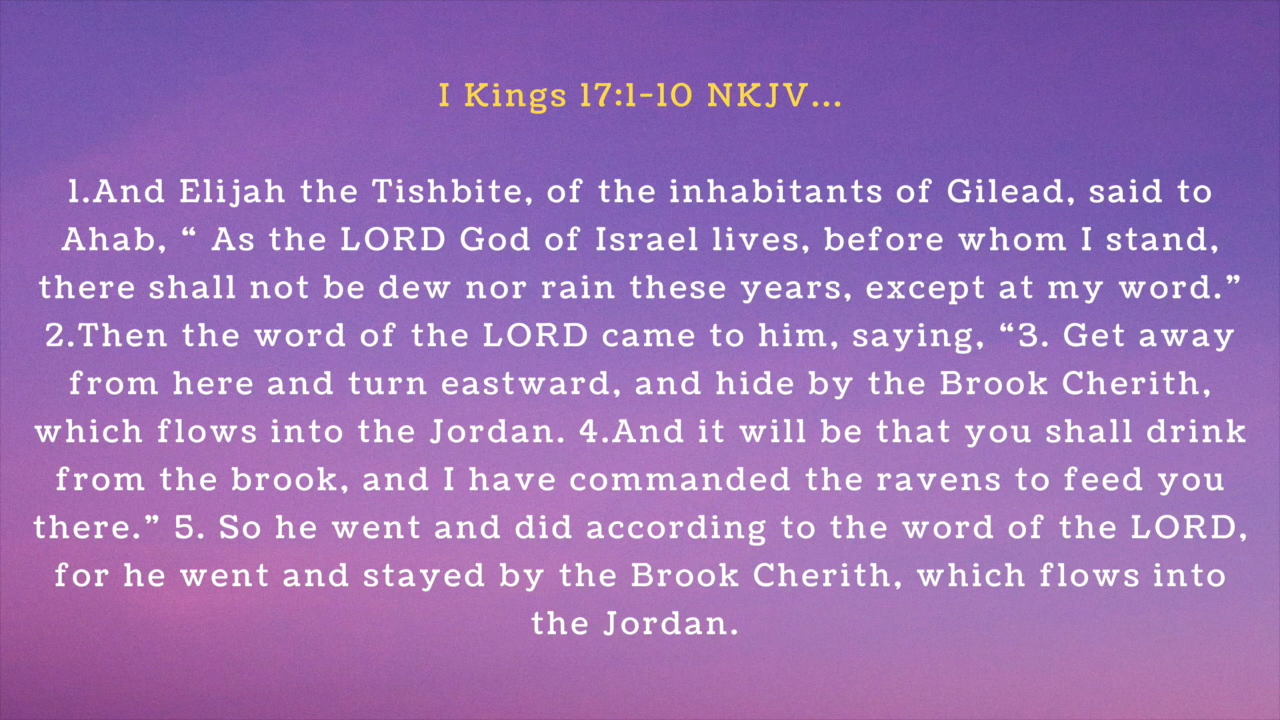 I Kings 17:1-10 NKJV...
1.And Elijah the Tishbite, of the inhabitants of Gilead, said to
Ahab, “ As the LORD God of Israel lives, before whom I stand,
there shall not be dew nor rain these years, except at my word.”
2.Then the word of the LORD came to him, saying, “3. Get away
from here and turn eastward, and hide by the Brook Cherith,
which flows into the Jordan. 4.And it will be that you shall drink
from the brook, and I have commanded the ravens to feed you
there.” 5. So he went and did according to the word of the LORD,
for he went and stayed by the Brook Cherith, which flows into
the Jordan.